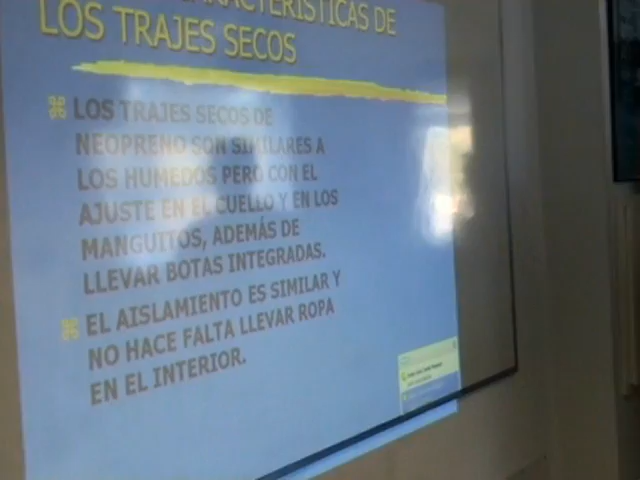 CARACTERÍSTICAS DE
LOS TRAJES SECOS
LOS TRAJES SECOS DE
NEOPRENO SON SIMILARES A
LOS HUMEDOS PERO CON EL
AJUSTE EN EL CUELLO Y EN LOS
MANGUITOS, ADEMÁS DE
LLEVAR BOTAS INTEGRADAS.
EL AISLAMIENTO ES SIMILAR Y
NO HACE FALTA LLEVAR ROPA
EN EL INTERIOR.